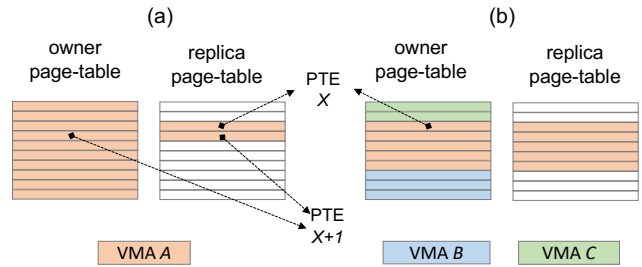 (a)
(b)
owner
page-table
replica
page-table
PTE
X
owner
page-table
replica
page-table
PTE
X+1
VMA A
VMA B
VMA C